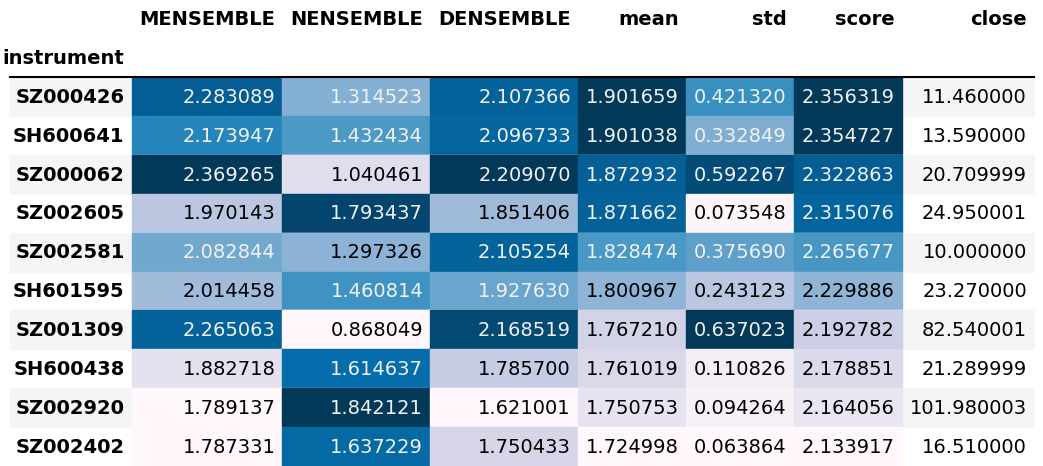 MENSEMBLE NENSEMBLE DENSEMBLE mean std score close
instrument
SZ000426 2.283089 1.314523 2.107366 1.901659 0.421320 2.356319 11.460000
SH600641 2.173947 1.432434 2.096733 1.901038 0.332849 2.354727 13.590000
SZ000062 2.369265 1.040461 2.209070 1.872932 0.592267 2.322863 20.709999
SZ002605 1.970143 1.793437 1.851406 1.871662 0.073548 2.315076 24.950001
SZ002581 2.082844 1.297326 2.105254 1.828474 0.375690 2.265677 10.000000
SH601595 2.014458 1.460814 1.927630 1.800967 0.243123 2.229886 23.270000
SZ001309 2.265063 0.868049 2.168519 1.767210 0.637023 2.192782 82.540001
SH600438 1.882718 1.614637 1.785700 1.761019 0.110826 2.178851 21.289999
SZ002920 1.789137 1.842121 1.621001 1.750753 0.094264 2.164056 101.980003
SZ002402 1.787331 1.637229 1.750433 1.724998 0.063864 2.133917 16.510000